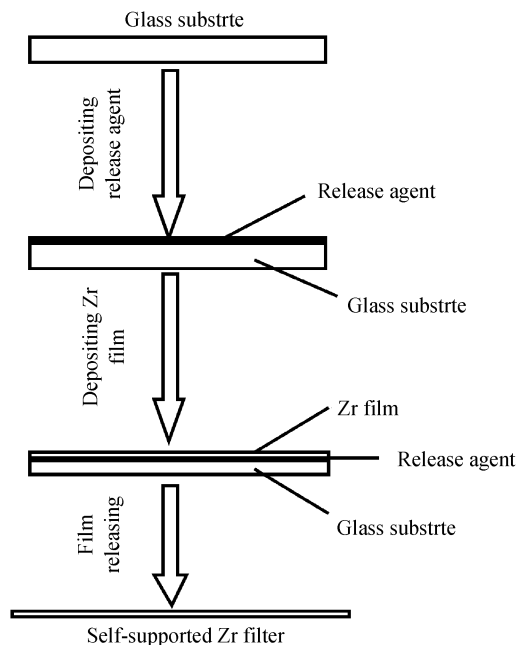 Glass substrte
Depositing
release agent
Release agent
Glass substrte
Depositing Zr
film
Zr film
Release agent
Glass substrte
Film
releasing
Self-supported Zr filter